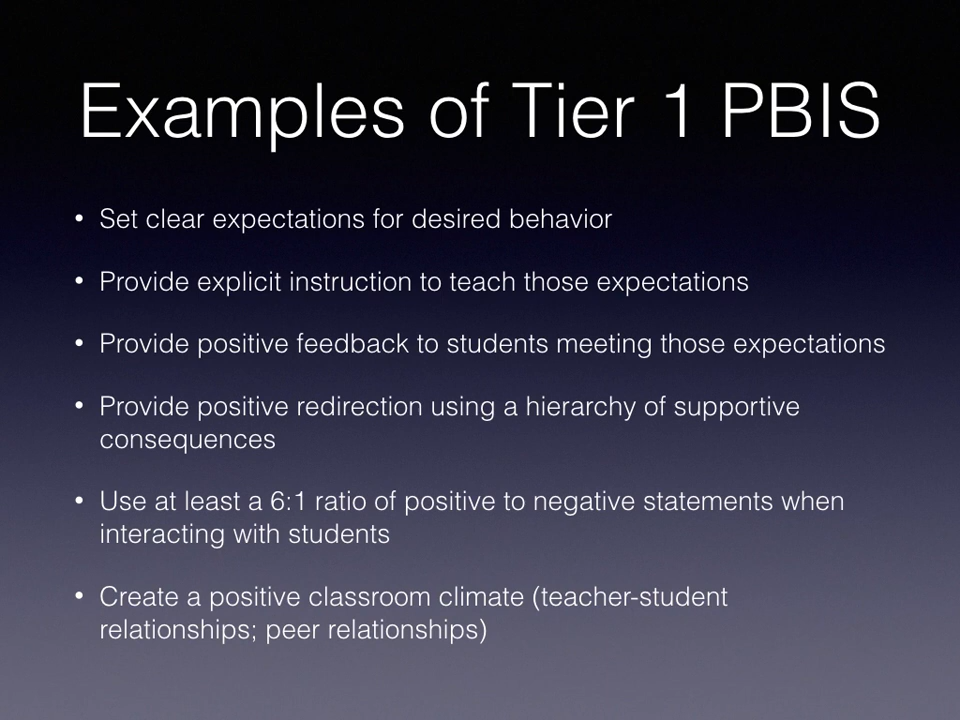 Examples of Tier 1 PBIS
• Set clear expectations for desired behavior
• Provide explicit instruction to teach those expectations
• Provide positive feedback to students meeting those expectations
• Provide positive redirection using a hierarchy of supportive
consequences
• Use at least a 6:1 ratio of positive to negative statements when
interacting with students
• Create a positive classroom climate (teacher-student
relationships; peer relationships)